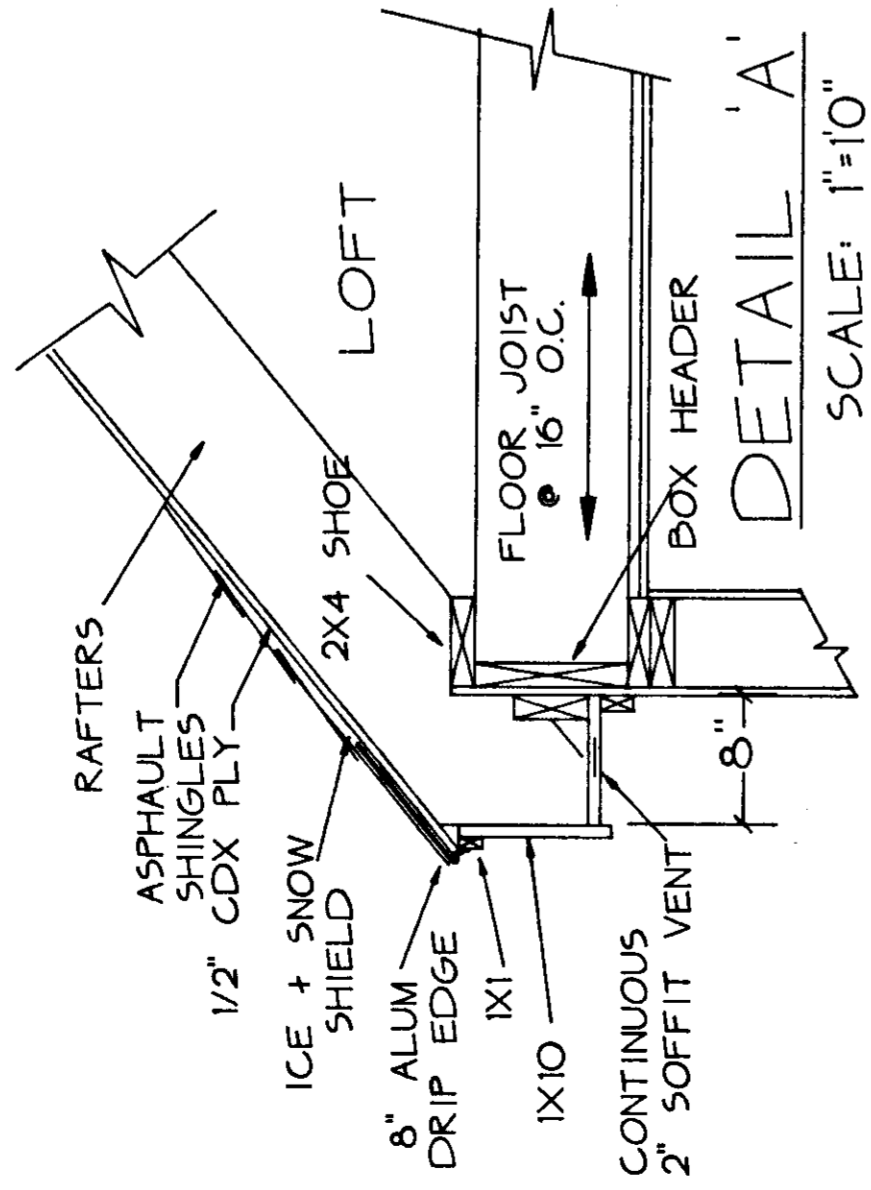 RAFTERS
ASPHAULT
SHINGLES
1/2" CDX PLY
ICE + SNOW
SHIELD
8" ALUM
DRIP EDGE
1X1
1X10
CONTINUOUS
2" SOFFIT VENT
2X4 SHOE
LOFT
FLOOR JOIST
@ 16" O.C.
8"
BOX HEADER
DETAIL 'A'
SCALE: 1"=1'0"